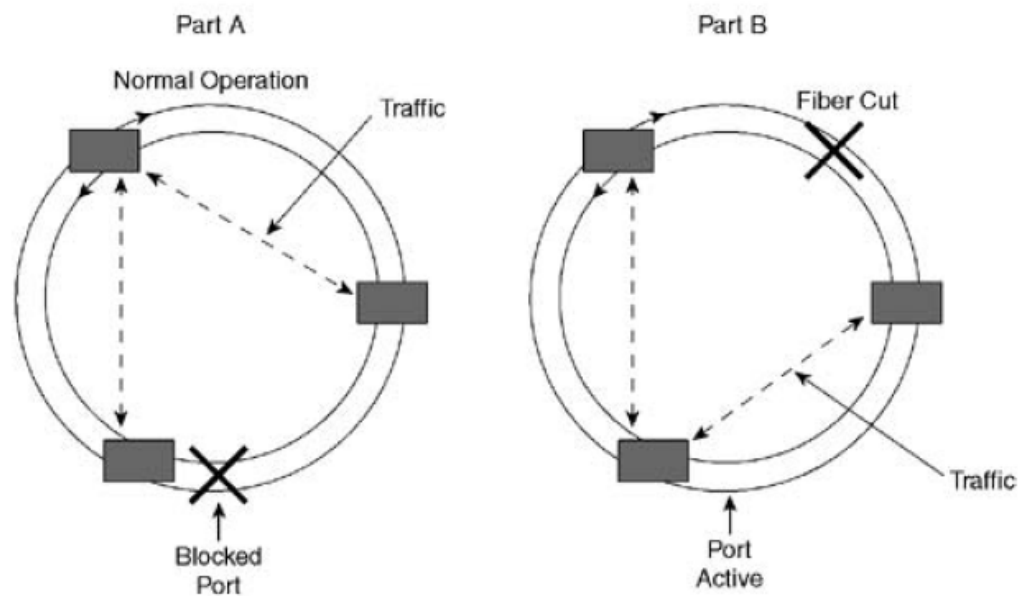 Part A
Normal Operation
Traffic
Blocked
Port
Part B
Fiber Cut
Traffic
Port
Active